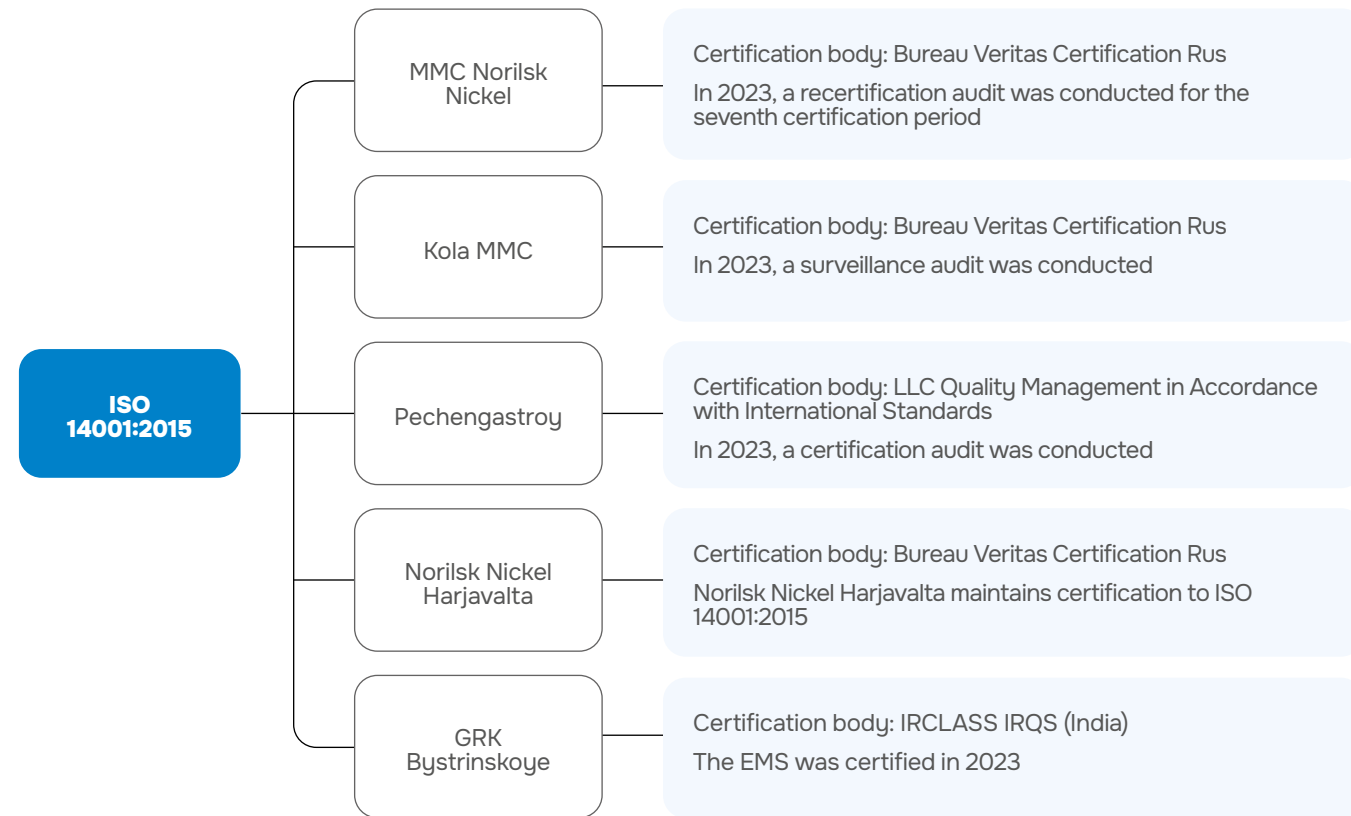 ISO
14001:2015
MMC Norilsk
Nickel
Certification body: Bureau Veritas Certification Rus
In 2023, a recertification audit was conducted for the
seventh certification period
Kola MMC
Certification body: Bureau Veritas Certification Rus
In 2023, a surveillance audit was conducted
Pechengastroy
Certification body: LLC Quality Management in Accordance
with International Standards
In 2023, a certification audit was conducted
Norilsk Nickel
Harjavalta
Certification body: Bureau Veritas Certification Rus
Norilsk Nickel Harjavalta maintains certification to ISO
14001:2015
GRK
Bystrinskoye
Certification body: IRCLASS IRQS (India)
The EMS was certified in 2023